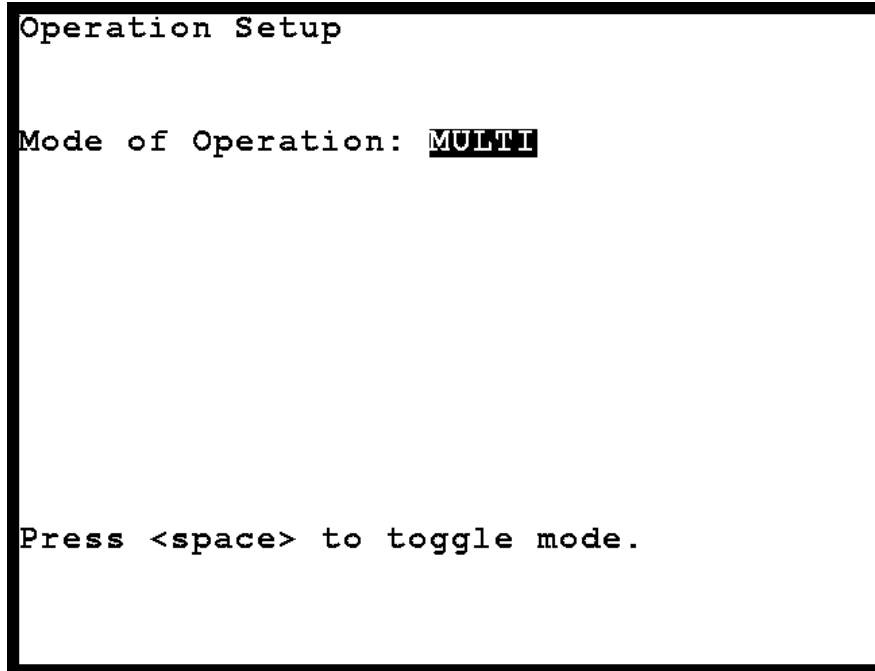 Operation Setup
Mode of Operation: MULTI
Press <space> to toggle mode.